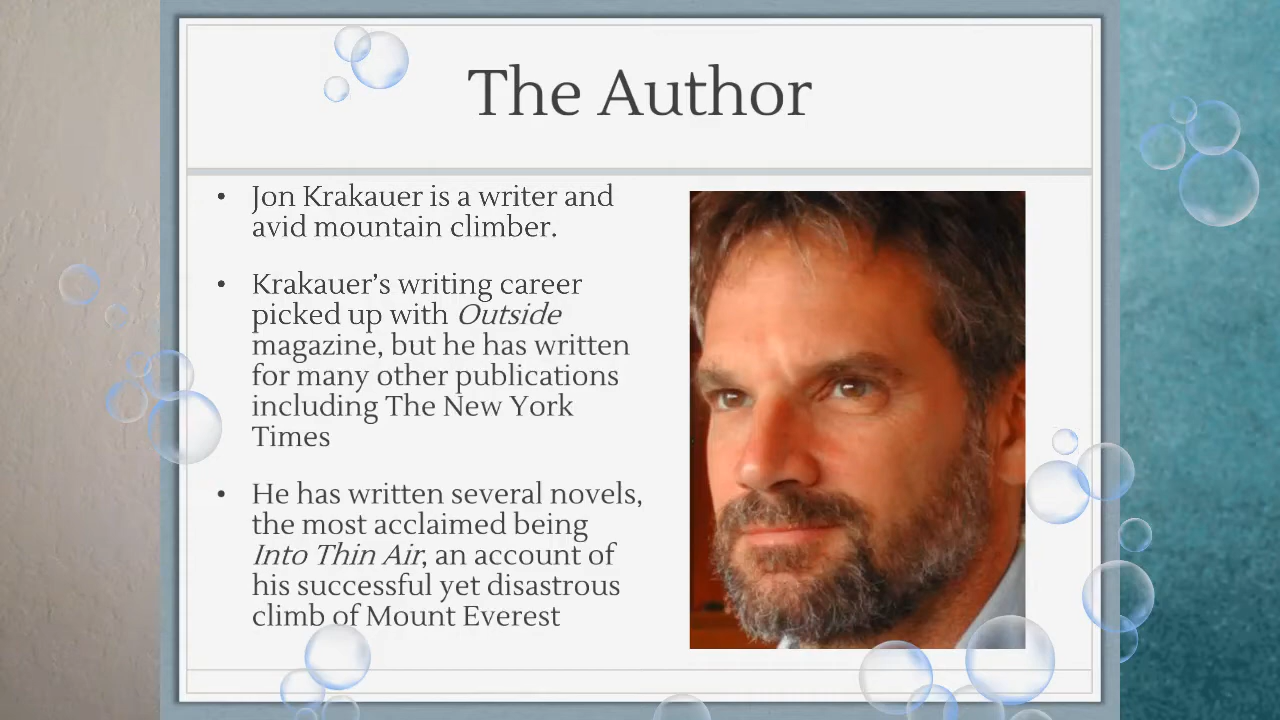 The Author
• Jon Krakauer is a writer and
avid mountain climber.
• Krakauer’s writing career
picked up with Outside
magazine, but he has written
for many other publications
including The New York
Times
• He has written several novels,
the most acclaimed being
Into Thin Air, an account of
his successful yet disastrous
climb of Mount Everest